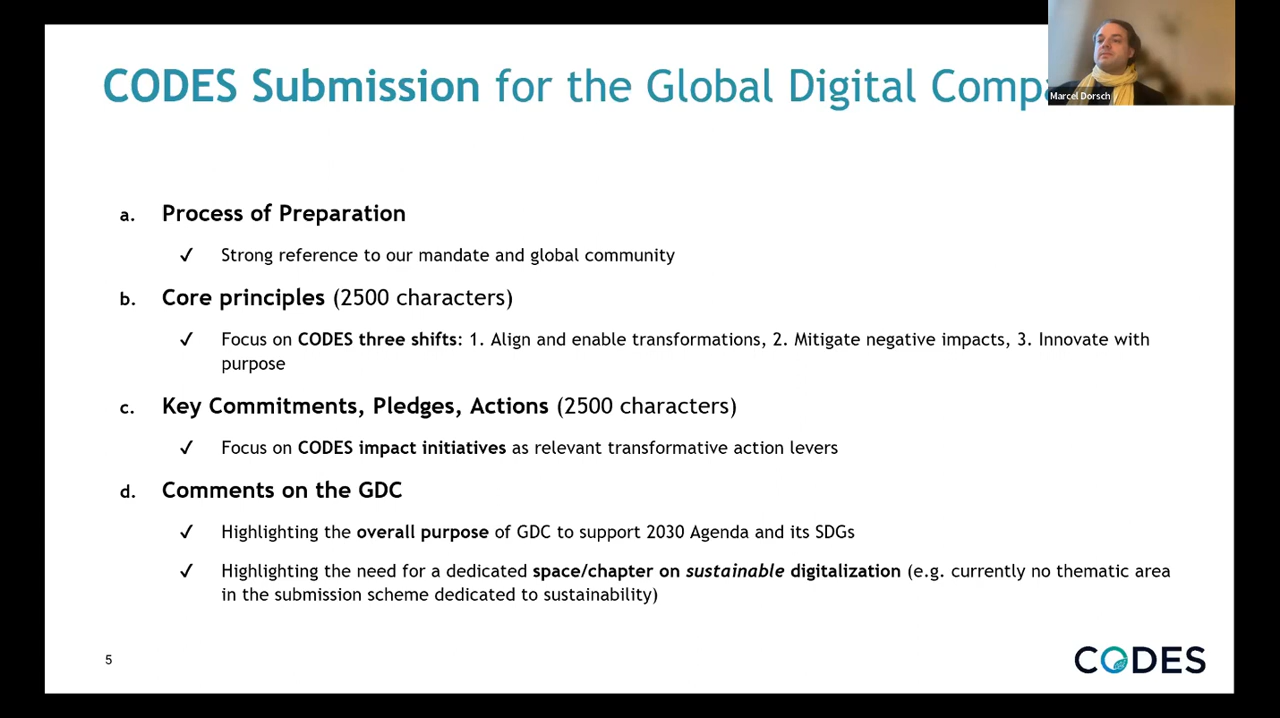 CODES Submission for the Global Digital Comp
Marcel Dorsch
a. Process of Preparation
✓ Strong reference to our mandate and global community
b. Core principles (2500 characters)
✓ Focus on CODES three shifts: 1. Align and enable transformations, 2. Mitigate negative impacts, 3. Innovate with
purpose
c. Key Commitments, Pledges, Actions (2500 characters)
✓ Focus on CODES impact initiatives as relevant transformative action levers
d. Comments on the GDC
✓ Highlighting the overall purpose of GDC to support 2030 Agenda and its SDGs
✓ Highlighting the need for a dedicated space/chapter on sustainable digitalization (e.g. currently no thematic area
in the submission scheme dedicated to sustainability)
5
CODES